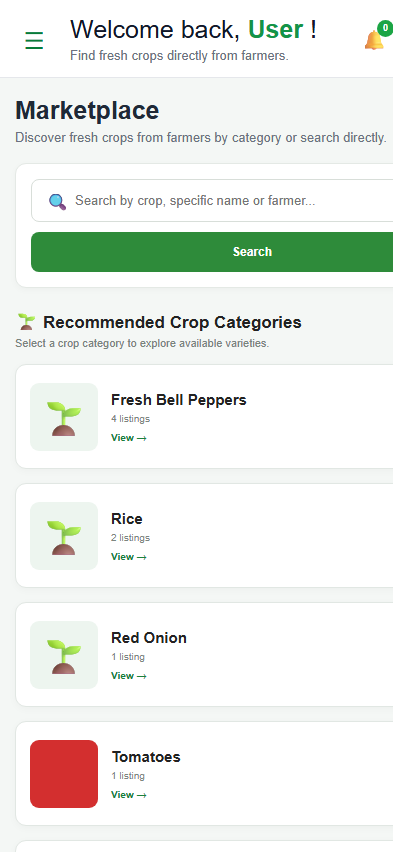 ☰
Welcome back, User !
0
Find fresh crops directly from farmers.
Marketplace
Discover fresh crops from farmers by category or search directly.
Search by crop, specific name or farmer...
Search
Recommended Crop Categories
Select a crop category to explore available varieties.
Fresh Bell Peppers
4 listings
View →
Rice
2 listings
View →
Red Onion
1 listing
View →
Tomatoes
1 listing
View →